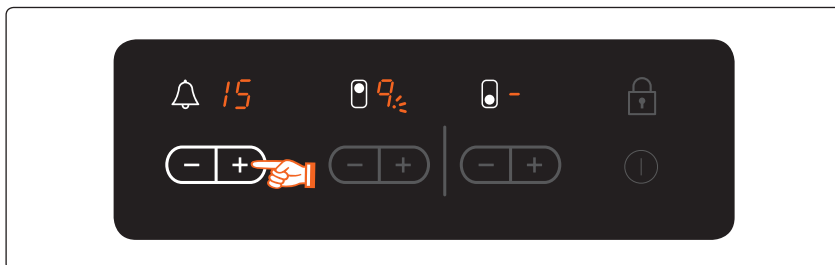 15 9. -
- + - + - +